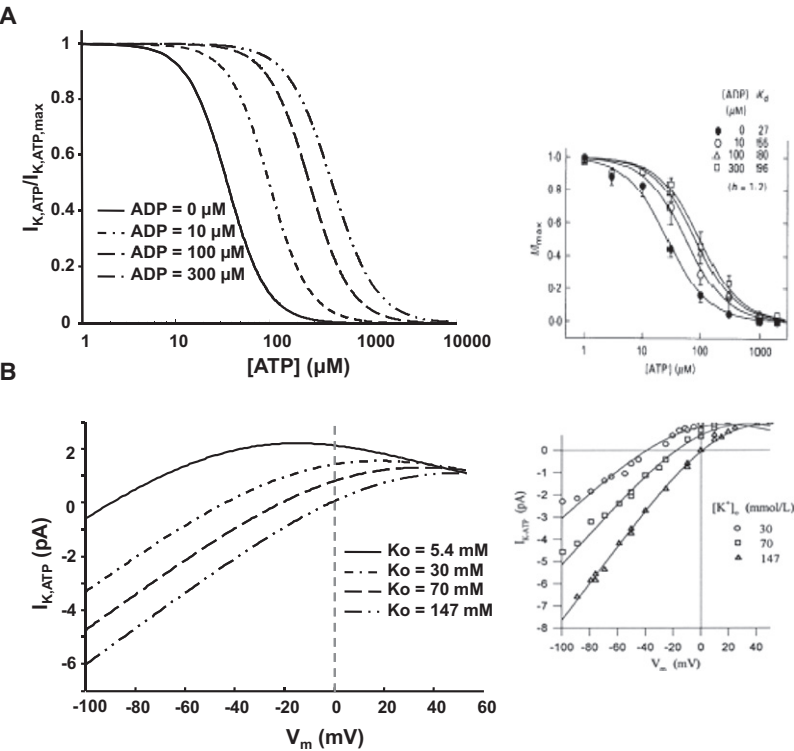 A
I_K,ATP/I_K,ATP,max
1
0.8
0.6
0.4
0.2
0
ADP = 0 µM
ADP = 10 µM
ADP = 100 µM
ADP = 300 µM
1 10 100 1000 10000
[ATP] (µM)
[ADP] K_d
(µM)
0 27
10 55
100 80
300 96
(h = 1.2)
I/I_max
1·0
0·8
0·6
0·4
0·2
0·0
1 10 100 1000
[ATP] (µM)
B
I_K,ATP (pA)
2
0
-2
-4
-6
Ko = 5.4 mM
Ko = 30 mM
Ko = 70 mM
Ko = 147 mM
-100 -80 -60 -40 -20 0 20 40 60
V_m (mV)
I_K-ATP (pA)
0
-1
-2
-3
-4
-5
-6
-7
-8
[K⁺]_o (mmol/L)
30
70
147
-100 -80 -60 -40 -20 0 20 40
V_m (mV)